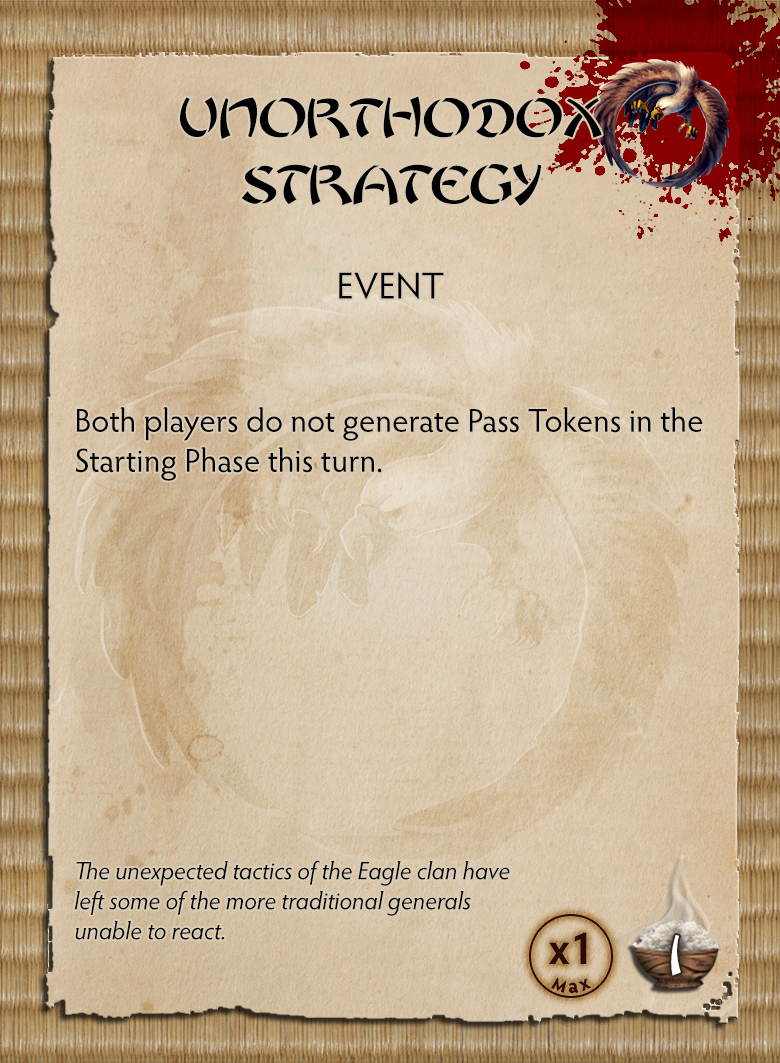 UNORTHODOX
STRATEGY
EVENT
Both players do not generate Pass Tokens in the
Starting Phase this turn.
The unexpected tactics of the Eagle clan have
left some of the more traditional generals
unable to react.
x1
Max
1